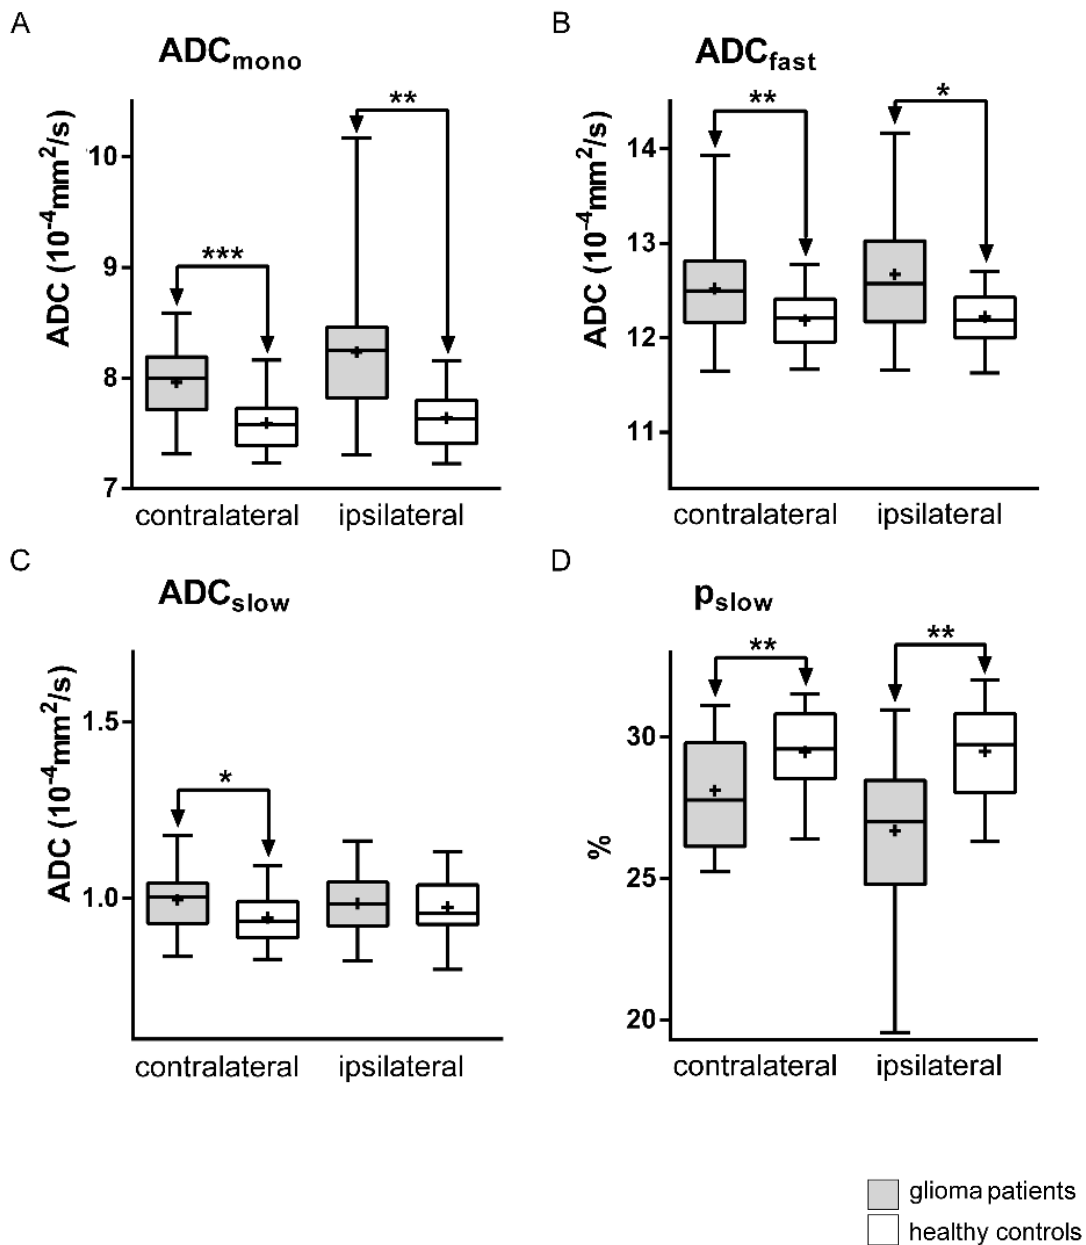 A
ADCmono
ADC (10-4mm2/s)
10
9
8
7
***
**
contralateral
ipsilateral
B
ADCfast
ADC (10-4mm2/s)
14
13
12
11
**
*
contralateral
ipsilateral
C
ADCslow
ADC (10-4mm2/s)
1.5
1.0
*
contralateral
ipsilateral
D
pslow
%
30
25
20
**
**
contralateral
ipsilateral
glioma patients
healthy controls